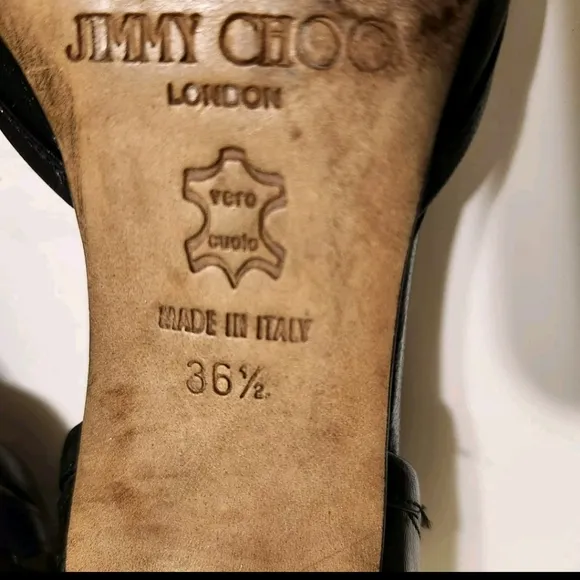 JIMMY CHOO
LONDON
vero
cuoio
MADE IN ITALY
36½